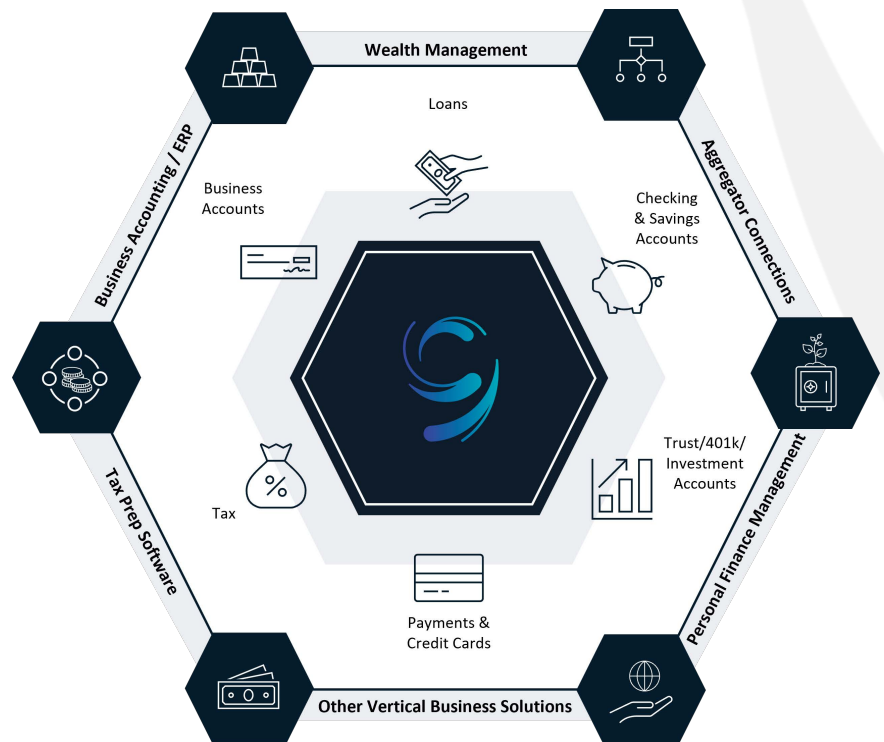 Wealth Management
Loans
Business Accounting / ERP
Business
Accounts
Checking
& Savings
Accounts
Aggregator Connections
Trust/401k/
Investment
Accounts
Tax
Tax Prep Software
Personal Finance Management
Payments &
Credit Cards
Other Vertical Business Solutions